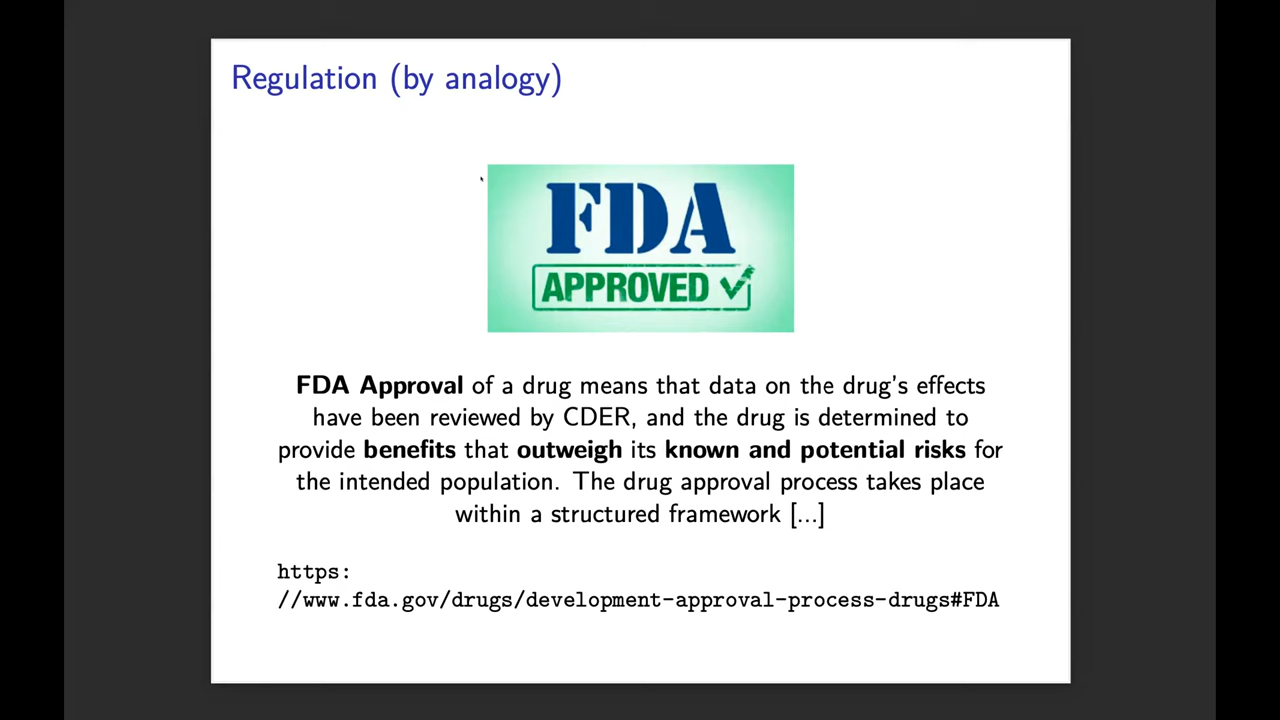 Regulation (by analogy)
FDA
APPROVED
FDA Approval of a drug means that data on the drug's effects
have been reviewed by CDER, and the drug is determined to
provide benefits that outweigh its known and potential risks for
the intended population. The drug approval process takes place
within a structured framework [...]
https:
//www.fda.gov/drugs/development-approval-process-drugs#FDA